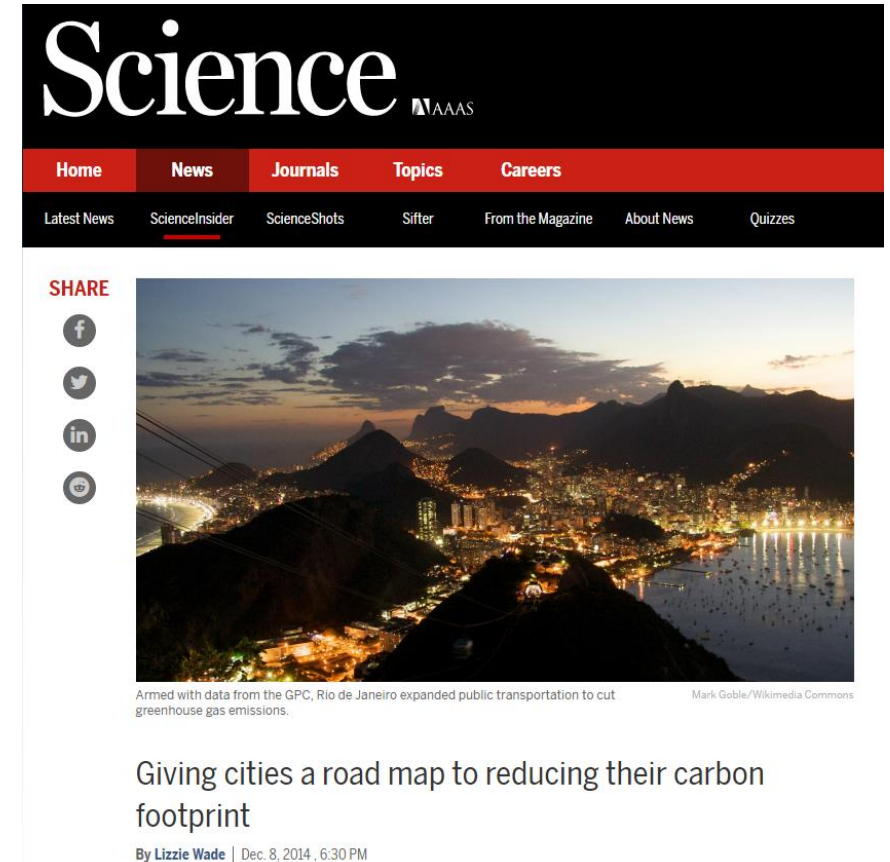 Science
AAAS
Home News Journals Topics Careers
Latest News ScienceInsider ScienceShots Sifter From the Magazine About News Quizzes
SHARE
Armed with data from the GPC, Rio de Janeiro expanded public transportation to cut
greenhouse gas emissions.
Mark Goble/Wikimedia Commons
Giving cities a road map to reducing their carbon
footprint
By Lizzie Wade | Dec. 8, 2014 , 6:30 PM